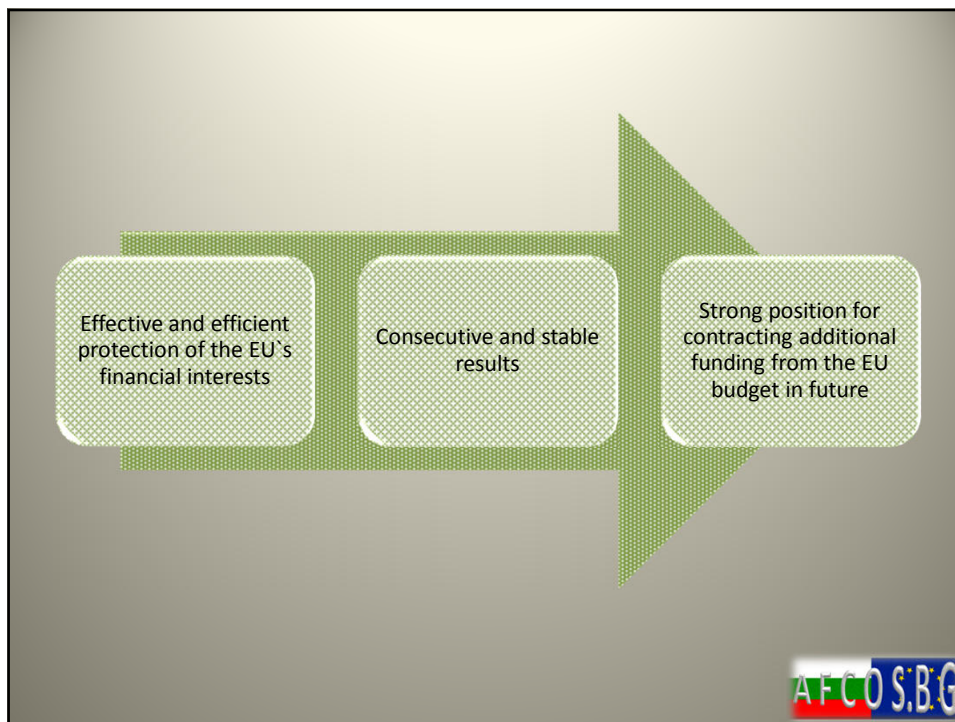 Effective and efficient
protection of the EU`s
financial interests
Consecutive and stable
results
Strong position for
contracting additional
funding from the EU
budget in future
AFCOS.BG